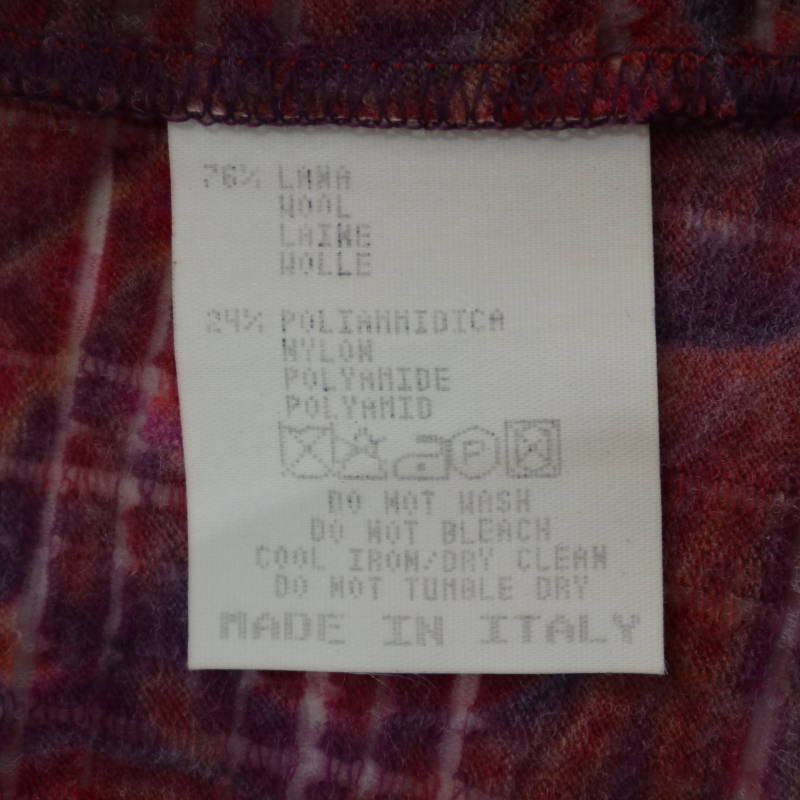 76% LANA
WOOL
LAINE
WOLLE
24% POLIAMMIDICA
NYLON
POLYAMIDE
POLYAMID
P
DO NOT WASH
DO NOT BLEACH
COOL IRON/DRY CLEAN
DO NOT TUMBLE DRY
MADE IN ITALY